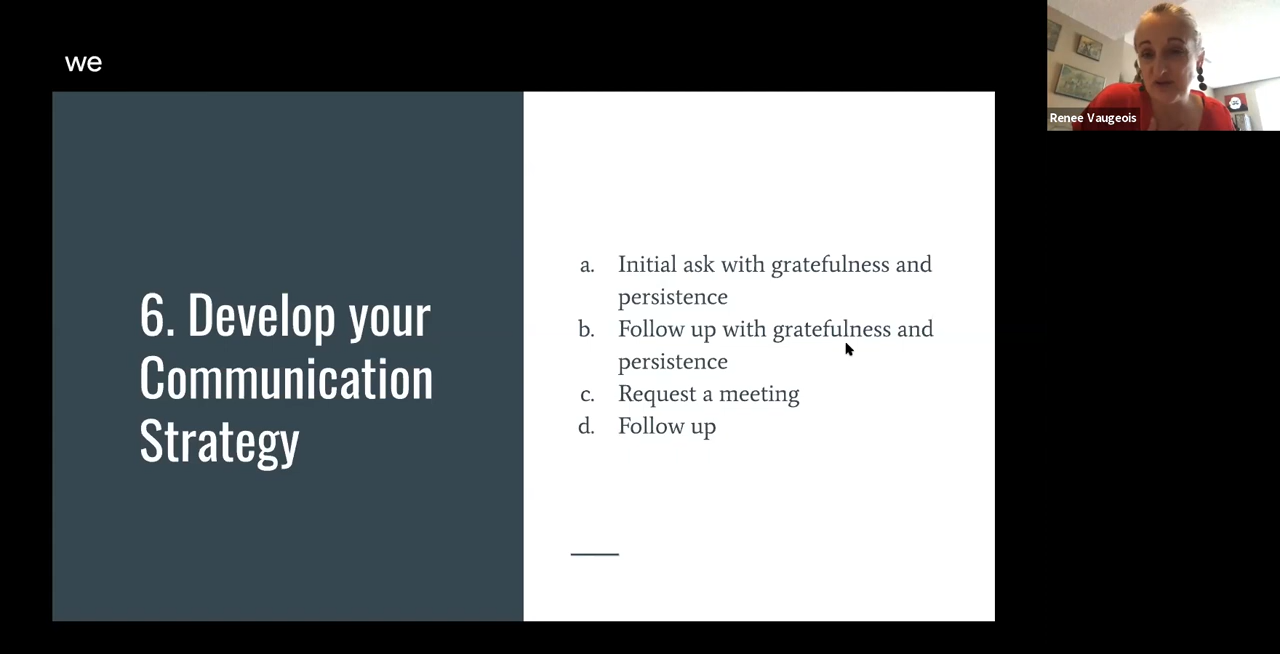 we
Renee Vaugeois
6. Develop your
Communication
Strategy
a. Initial ask with gratefulness and
persistence
b. Follow up with gratefulness and
persistence
c. Request a meeting
d. Follow up